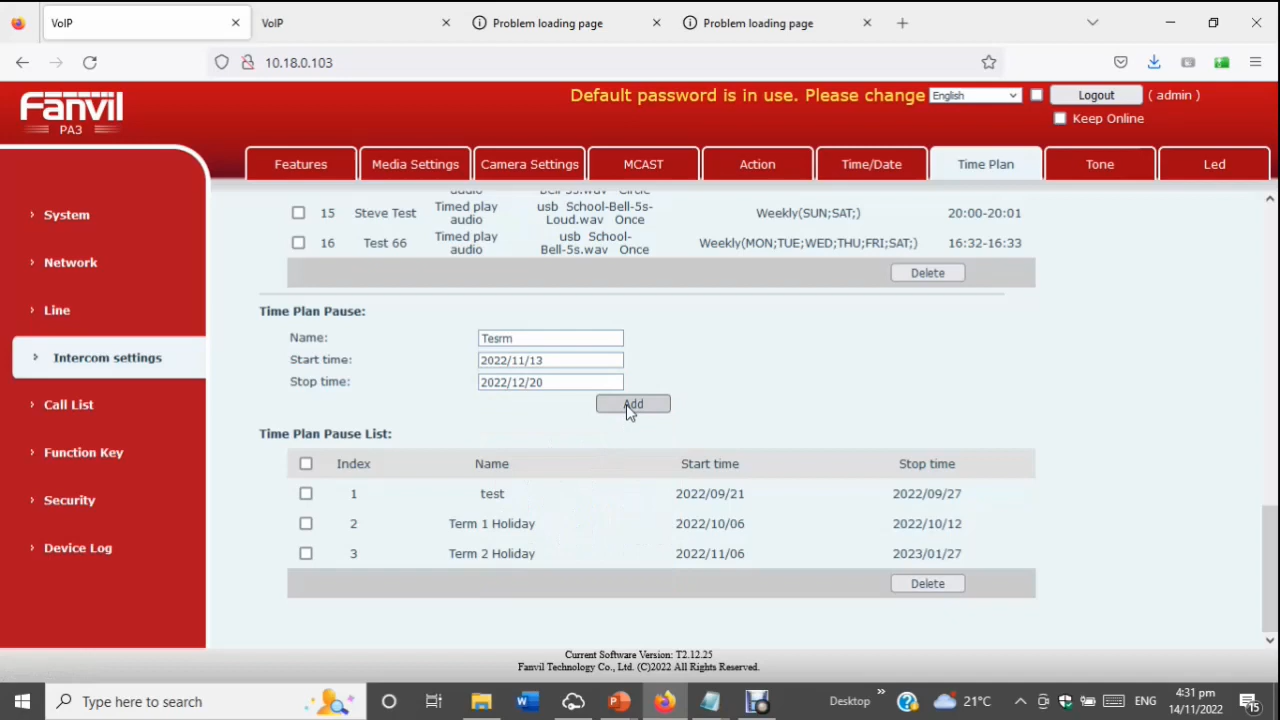 VoIP
VoIP
Problem loading page
Problem loading page
10.18.0.103
Default password is in use. Please change
English
Logout
( admin )
Keep Online
Fanvil
PA3
Features
Media Settings
Camera Settings
MCAST
Action
Time/Date
Time Plan
Tone
Led
System
Network
Line
Intercom settings
Call List
Function Key
Security
Device Log
audio
Bell-5s.wav Circle
15 Steve Test Timed play audio usb School-Bell-5s-Loud.wav Once Weekly(SUN;SAT;) 20:00-20:01
16 Test 66 Timed play audio usb School-Bell-5s.wav Once Weekly(MON;TUE;WED;THU;FRI;SAT;) 16:32-16:33
Delete
Time Plan Pause:
Name: Tesrm
Start time: 2022/11/13
Stop time: 2022/12/20
Add
Time Plan Pause List:
Index Name Start time Stop time
1 test 2022/09/21 2022/09/27
2 Term 1 Holiday 2022/10/06 2022/10/12
3 Term 2 Holiday 2022/11/06 2023/01/27
Delete
Current Software Version: T2.12.25
Fanvil Technology Co., Ltd. (C)2022 All Rights Reserved.
Type here to search
Desktop
21°C
ENG
4:31 pm
14/11/2022
15